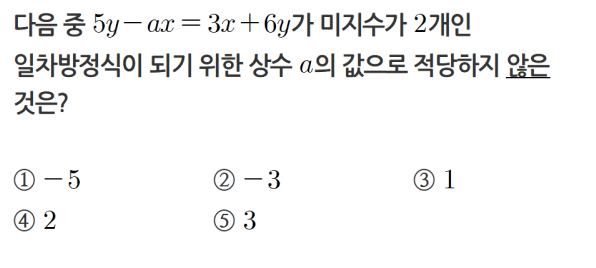 다음 중 5y－ax＝3x＋6y가 미지수가 2개인
일차방정식이 되기 위한 상수 a의 값으로 적당하지 않은
것은?
① －5 ② －3 ③ 1
④ 2 ⑤ 3